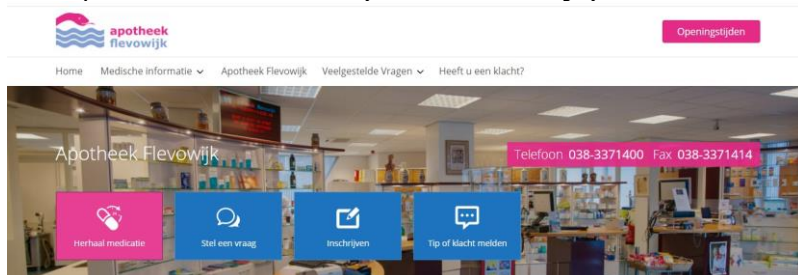 apotheek
flevowijk
Openingstijden
Home Medische informatie Apotheek Flevowijk Veelgestelde Vragen Heeft u een klacht?
Apotheek Flevowijk
Telefoon 038-3371400 Fax 038-3371414
Herhaal medicatie
Stel een vraag
Inschrijven
Tip of klacht melden